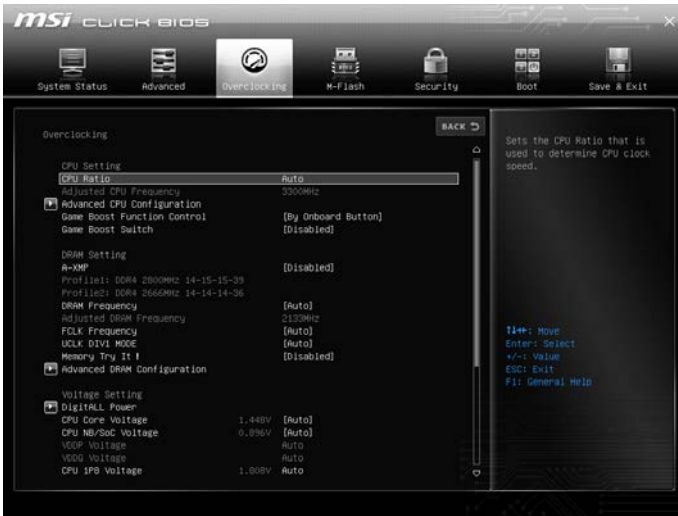 msi CLICK BIOS
System Status Advanced Overclocking M-Flash Security Boot Save & Exit
Overclocking
BACK
CPU Setting
CPU Ratio Auto
Adjusted CPU Frequency 3300MHz
Advanced CPU Configuration
Game Boost Function Control [By Onboard Button]
Game Boost Switch [Disabled]
DRAM Setting
A-XMP [Disabled]
Profile1: DDR4 2800MHz 14-15-15-39
Profile2: DDR4 2666MHz 14-14-14-36
DRAM Frequency [Auto]
Adjusted DRAM Frequency 2133MHz
FCLK Frequency [Auto]
UCLK DIV1 MODE [Auto]
Memory Try It ! [Disabled]
Advanced DRAM Configuration
Voltage Setting
DigitALL Power
CPU Core Voltage 1.448V [Auto]
CPU NB/SoC Voltage 0.896V [Auto]
VDDP Voltage Auto
VDDG Voltage Auto
CPU 1P8 Voltage 1.808V Auto
Sets the CPU Ratio that is
used to determine CPU clock
speed.
↑↓←→: Move
Enter: Select
+/-: Value
ESC: Exit
F1: General Help